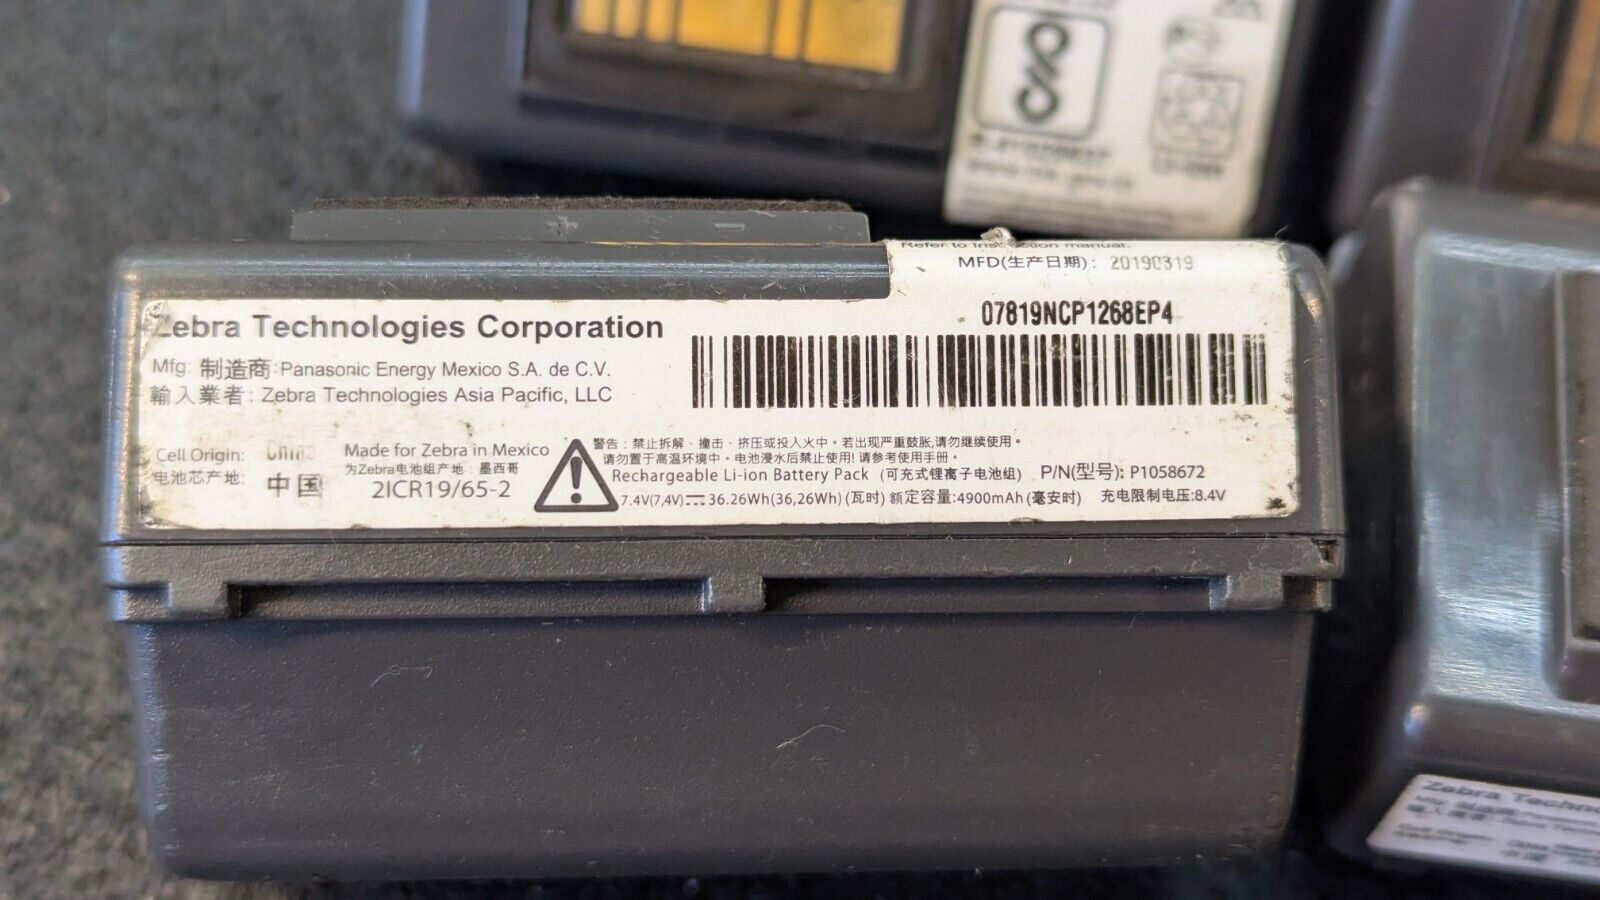 Refer to Instruction manual.
MFD(生产日期): 20190319
Zebra Technologies Corporation
07819NCP1268EP4
Mfg: 制造商:Panasonic Energy Mexico S.A. de C.V.
輸入業者: Zebra Technologies Asia Pacific, LLC
Cell Origin: China
电池芯产地: 中国
Made for Zebra in Mexico
为Zebra电池组产地: 墨西哥
2ICR19/65-2
警告:禁止拆解、撞击、挤压或投入火中。若出现严重鼓胀,请勿继续使用。
请勿置于高温环境中。电池浸水后禁止使用!请参考使用手册。
Rechargeable Li-ion Battery Pack (可充式锂离子电池组) P/N(型号): P1058672
7.4V(7,4V)⎓36.26Wh(36,26Wh)(瓦时) 额定容量:4900mAh(毫安时) 充电限制电压:8.4V
+ −
Zebra Techn